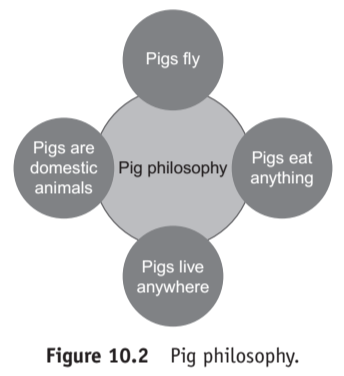 Pigs fly
Pigs are
domestic
animals
Pig philosophy
Pigs eat
anything
Pigs live
anywhere
Figure 10.2 Pig philosophy.